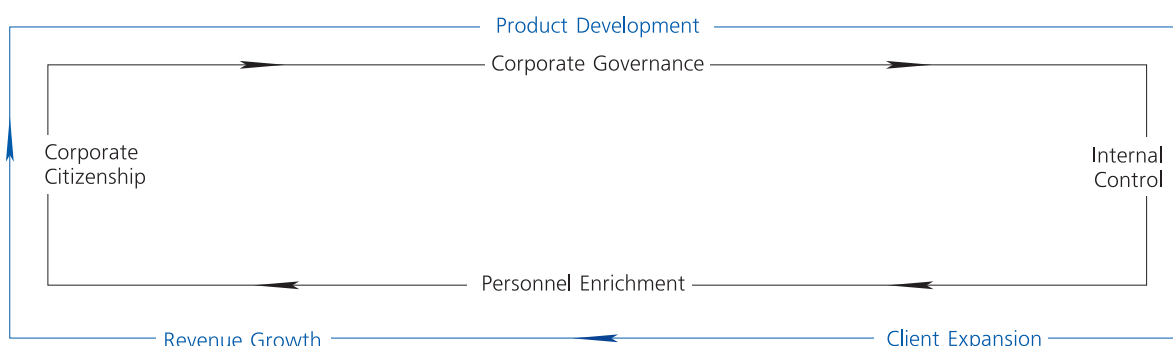 Product Development
Corporate Governance
Corporate
Citizenship
Internal
Control
Personnel Enrichment
Revenue Growth
Client Expansion